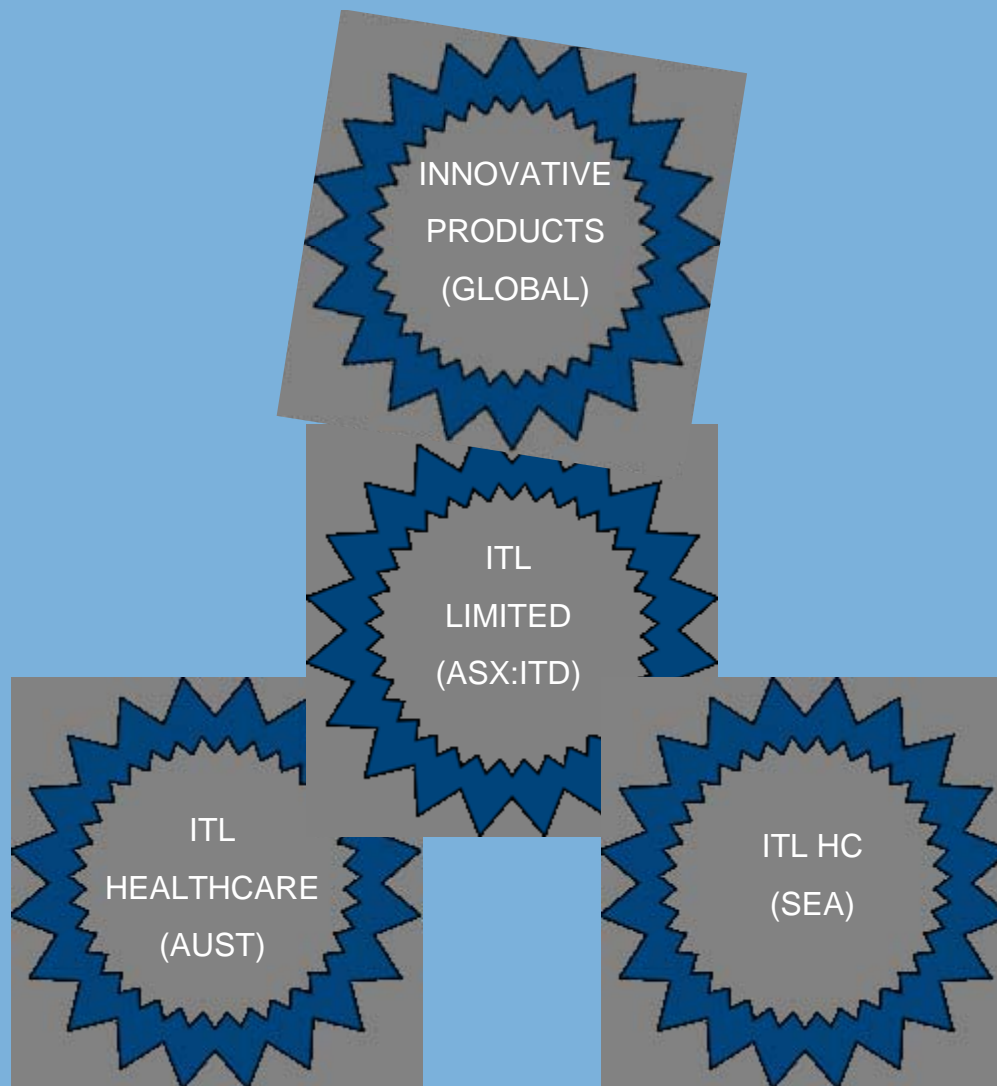 INNOVATIVE
PRODUCTS
(GLOBAL)
ITL
LIMITED
(ASX:ITD)
ITL
HEALTHCARE
(AUST)
ITL HC
(SEA)